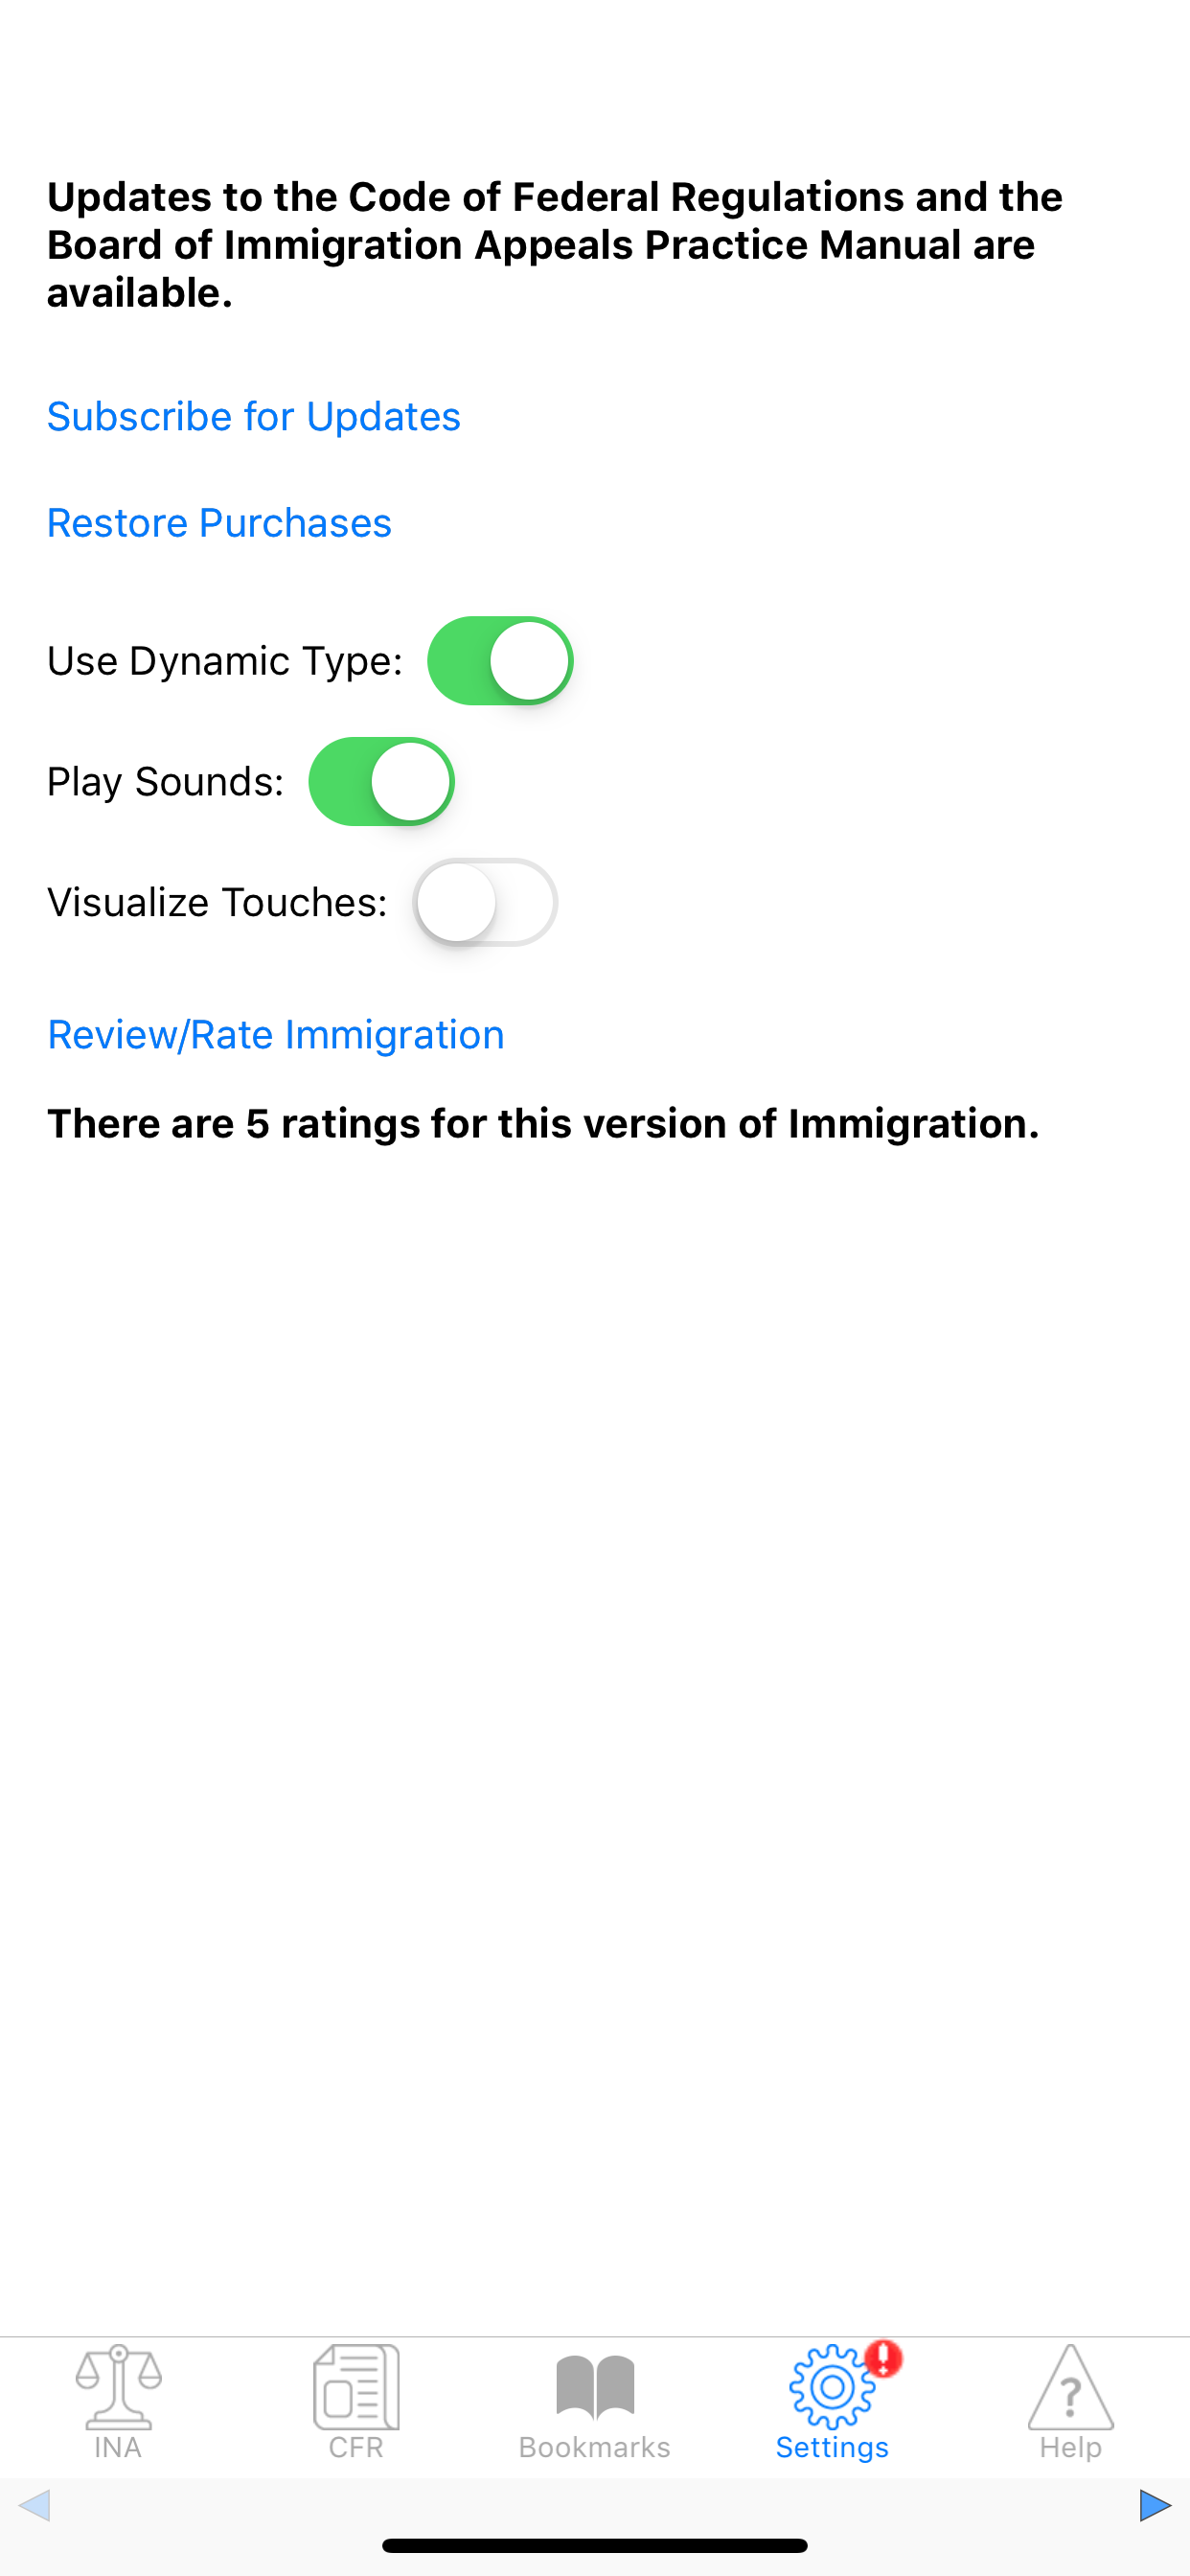 Updates to the Code of Federal Regulations and the
Board of Immigration Appeals Practice Manual are
available.
Subscribe for Updates
Restore Purchases
Use Dynamic Type:
Play Sounds:
Visualize Touches:
Review/Rate Immigration
There are 5 ratings for this version of Immigration.
INA
CFR
Bookmarks
Settings
Help